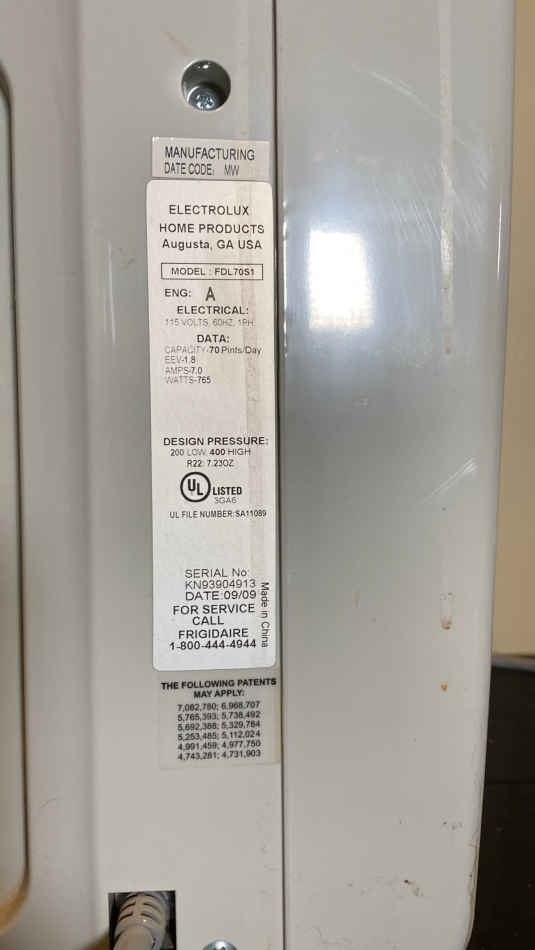 MANUFACTURING
DATE CODE: MW
ELECTROLUX
HOME PRODUCTS
Augusta, GA USA
MODEL : FDL70S1
ENG: A
ELECTRICAL:
115 VOLTS, 60HZ, 1PH
DATA:
CAPACITY-70 Pints/Day
EEV-1.8
AMPS-7.0
WATTS-765
DESIGN PRESSURE:
200 LOW, 400 HIGH
R22: 7.23OZ
UL LISTED
3GA6
UL FILE NUMBER:SA11089
SERIAL No:
KN93904913
DATE:09/09
FOR SERVICE
CALL
FRIGIDAIRE
1-800-444-4944
Made in China
THE FOLLOWING PATENTS
MAY APPLY:
7,082,780; 6,968,707
5,765,393; 5,738,492
5,692,388; 5,329,784
5,253,485; 5,112,024
4,991,459; 4,977,750
4,743,281; 4,731,903